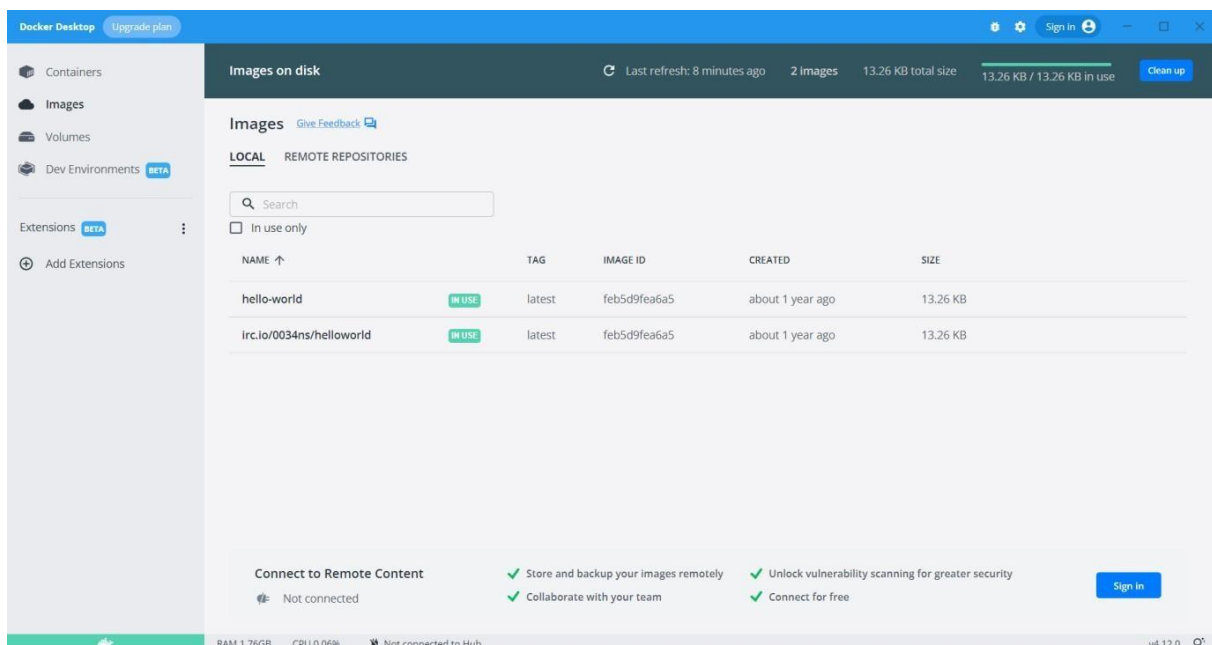 Docker Desktop Upgrade plan Sign in
Containers
Images
Volumes
Dev Environments BETA
Extensions BETA
Add Extensions
Images on disk Last refresh: 8 minutes ago 2 images 13.26 KB total size 13.26 KB / 13.26 KB in use Clean up
Images Give Feedback
LOCAL REMOTE REPOSITORIES
Search
In use only
NAME TAG IMAGE ID CREATED SIZE
hello-world IN USE latest feb5d9fea6a5 about 1 year ago 13.26 KB
irc.io/0034ns/helloworld IN USE latest feb5d9fea6a5 about 1 year ago 13.26 KB
Connect to Remote Content
Not connected
Store and backup your images remotely
Collaborate with your team
Unlock vulnerability scanning for greater security
Connect for free
Sign in
RAM 1.76GB CPU 0.06% Not connected to Hub v4.12.0